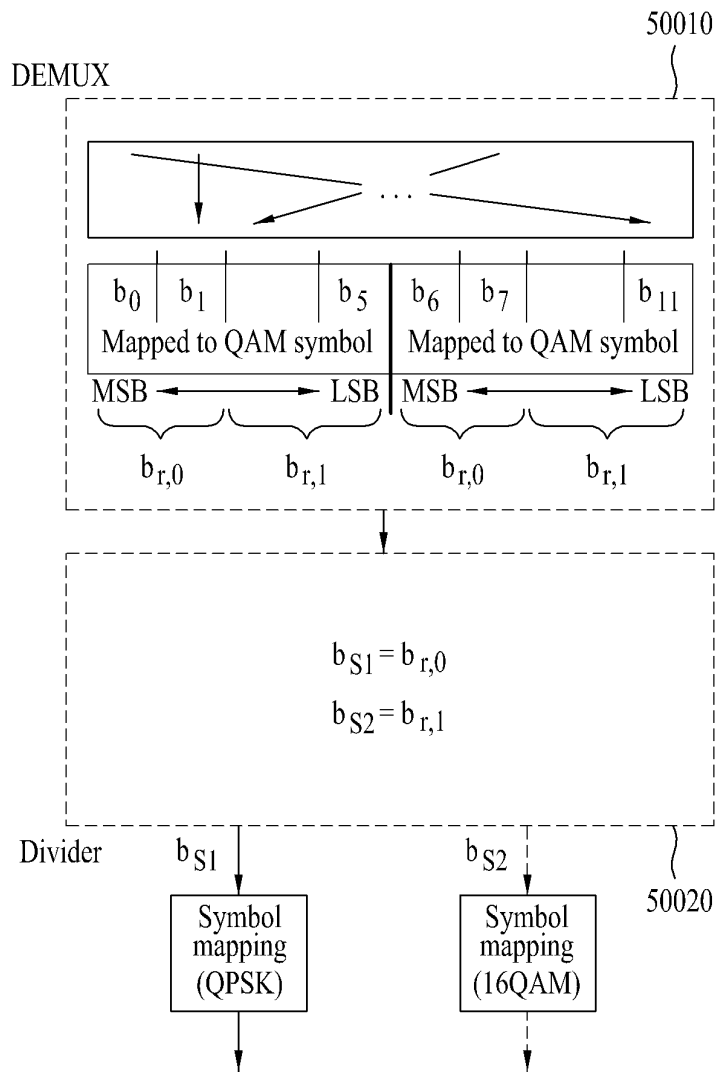 50010
DEMUX
. . .
b0 b1 b5 b6 b7 b11
Mapped to QAM symbol Mapped to QAM symbol
MSB LSB MSB LSB
br,0 br,1 br,0 br,1
bS1=br,0
bS2=br,1
Divider
bS1 bS2
50020
Symbol mapping (QPSK)
Symbol mapping (16QAM)